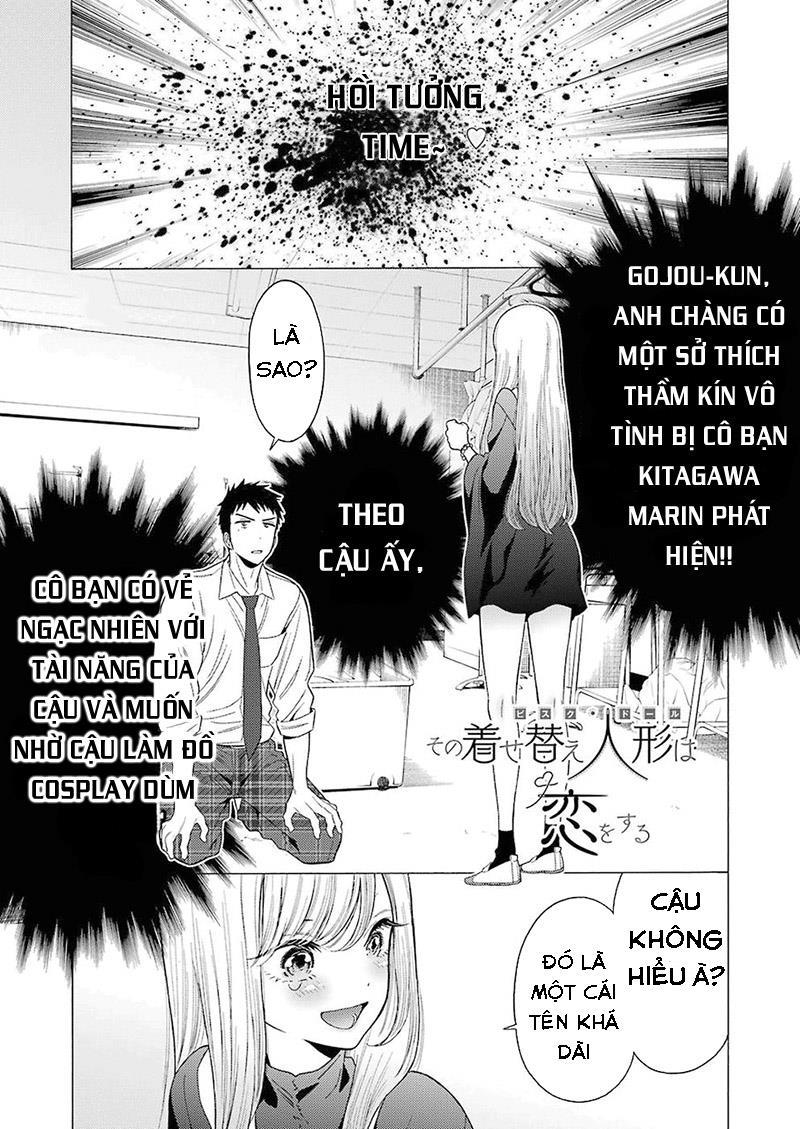 HỒI TƯỞNG
TIME~ ♡
GOJOU-KUN,
ANH CHÀNG CÓ
MỘT SỞ THÍCH
THẦM KÍN VÔ
TÌNH BỊ CÔ BẠN
KITAGAWA
MARIN PHÁT
HIỆN!!
LÀ
SAO?
THEO
CẬU ẤY,
CÔ BẠN CÓ VẺ
NGẠC NHIÊN VỚI
TÀI NĂNG CỦA
CẬU VÀ MUỐN
NHỜ CẬU LÀM ĐỒ
COSPLAY DÙM
ビスク・ドール
その着せ替え人形は
恋をする
CẬU
KHÔNG
HIỂU À?
ĐÓ LÀ
MỘT CÁI
TÊN KHÁ
DÀI